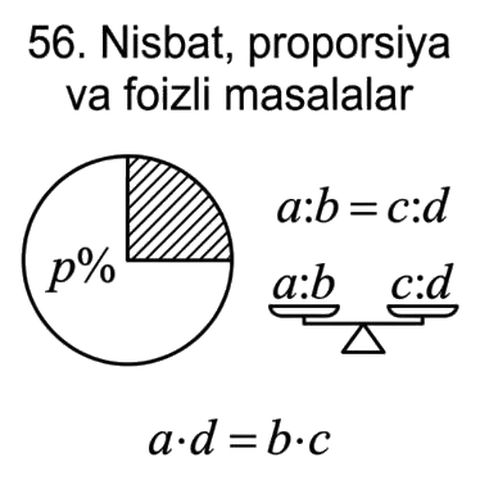 56. Nisbat, proporsiya
va foizli masalalar
p%
a:b = c:d
a:b c:d
a·d = b·c